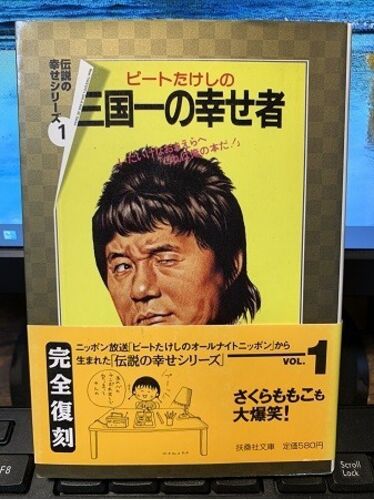 伝説の
幸せシリーズ
1
ビートたけしの
三国一の幸せ者
完全復刻
ニッポン放送「ビートたけしのオールナイトニッポン」から
生まれた「伝説の幸せシリーズ」
VOL.1
さくらももこも
大爆笑!
扶桑社文庫
定価580円
F8
Scroll
Lock